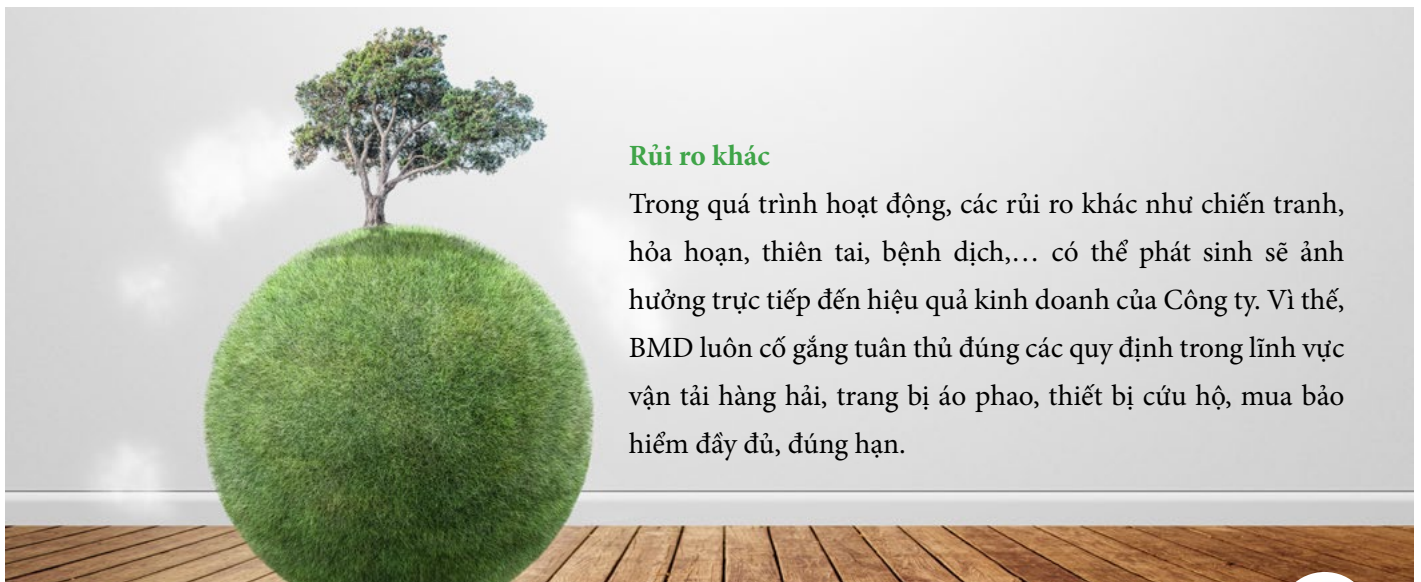 Rủi ro khác
Trong quá trình hoạt động, các rủi ro khác như chiến tranh,
hỏa hoạn, thiên tai, bệnh dịch,… có thể phát sinh sẽ ảnh
hưởng trực tiếp đến hiệu quả kinh doanh của Công ty. Vì thế,
BMD luôn cố gắng tuân thủ đúng các quy định trong lĩnh vực
vận tải hàng hải, trang bị áo phao, thiết bị cứu hộ, mua bảo
hiểm đầy đủ, đúng hạn.